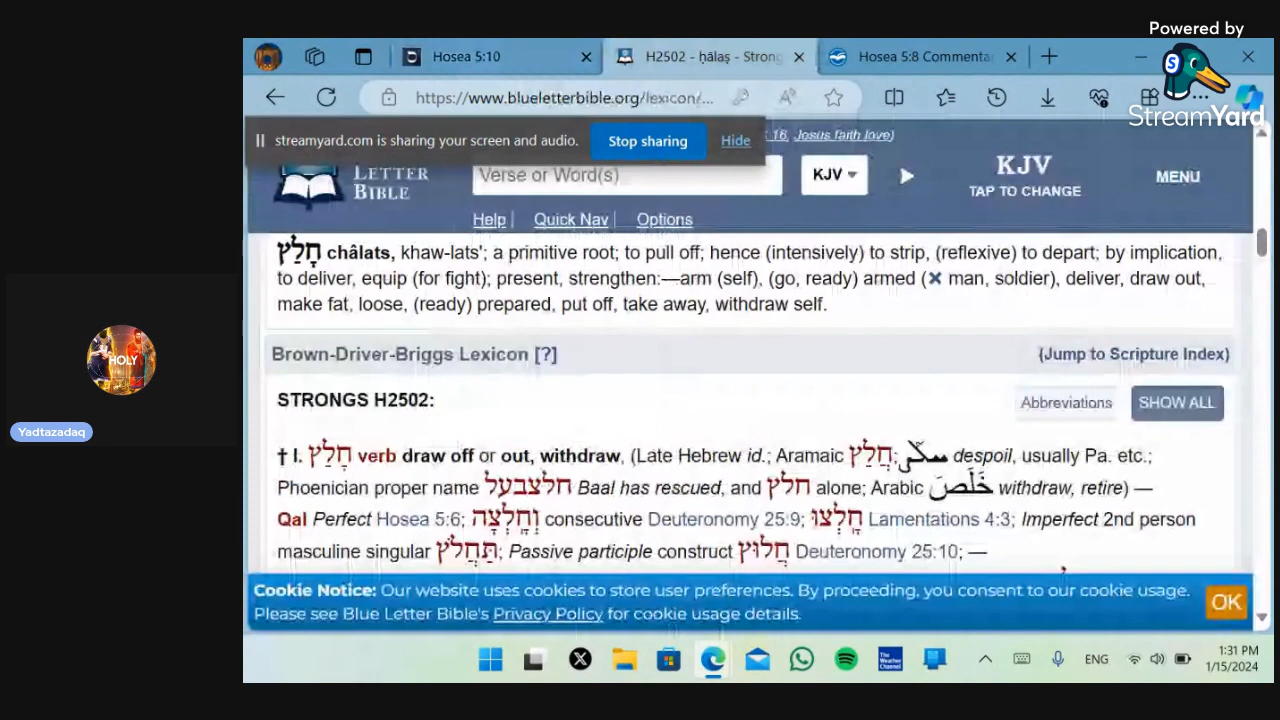 Powered by
StreamYard
Hosea 5:10
H2502 - ḥālaṣ - Strong
Hosea 5:8 Commenta
https://www.blueletterbible.org/lexicon/...
streamyard.com is sharing your screen and audio.
Stop sharing
Hide
16, Josus faith love)
LETTER
BIBLE
Verse or Word(s)
KJV
KJV
TAP TO CHANGE
MENU
Help | Quick Nav | Options
חָלַץ châlats, khaw-lats'; a primitive root; to pull off; hence (intensively) to strip, (reflexive) to depart; by implication,
to deliver, equip (for fight); present, strengthen:—arm (self), (go, ready) armed (× man, soldier), deliver, draw out,
make fat, loose, (ready) prepared, put off, take away, withdraw self.
Brown-Driver-Briggs Lexicon [?]
(Jump to Scripture Index)
STRONGS H2502:
Abbreviations
SHOW ALL
† I. חָלַץ verb draw off or out, withdraw, (Late Hebrew id.; Aramaic חֲלַץ; despoil, usually Pa. etc.;
Phoenician proper name חלצבעל Baal has rescued, and חלץ alone; Arabic خَلَصَ withdraw, retire) —
Qal Perfect Hosea 5:6; וְחָֽלְצָה consecutive Deuteronomy 25:9; חָֽלְצוּ Lamentations 4:3; Imperfect 2nd person
masculine singular תַּחֲלֹץ; Passive participle construct חֲלוּץ Deuteronomy 25:10; —
Cookie Notice: Our website uses cookies to store user preferences. By proceeding, you consent to our cookie usage.
Please see Blue Letter Bible's Privacy Policy for cookie usage details.
OK
HOLY
Yadtazadaq
The
Weather
Channel
ENG
1:31 PM
1/15/2024